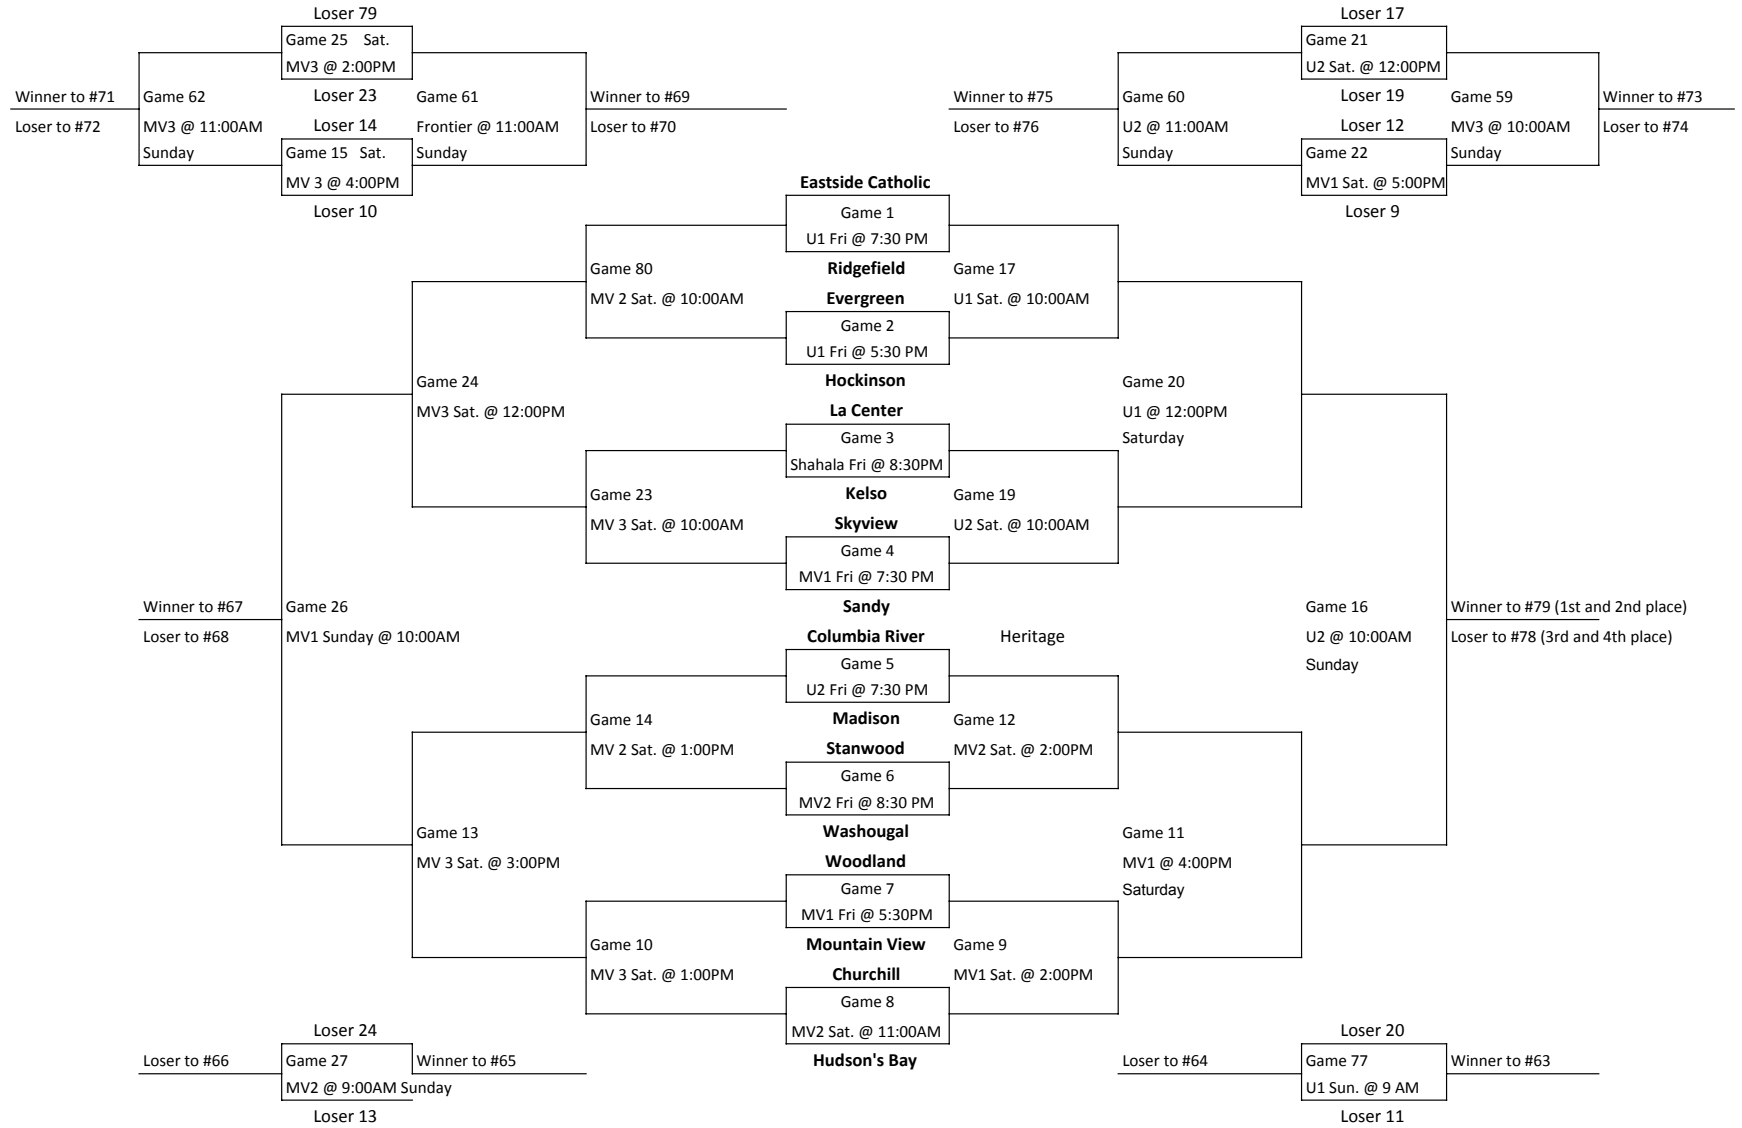 Loser 79
Loser 17
Game 25 Sat.
Game 21
MV3 @ 2:00PM
U2 Sat. @ 12:00PM
Winner to #71
Game 62
Loser 23
Game 61
Winner to #69
Winner to #75
Game 60
Loser 19
Game 59
Winner to #73
Loser to #72
MV3 @ 11:00AM
Loser 14
Frontier @ 11:00AM
Loser to #70
Loser to #76
U2 @ 11:00AM
Loser 12
MV3 @ 10:00AM
Loser to #74
Sunday
Game 15 Sat.
Sunday
Sunday
Game 22
Sunday
MV 3 @ 4:00PM
Eastside Catholic
MV1 Sat. @ 5:00PM
Loser 10
Game 1
Loser 9
U1 Fri @ 7:30 PM
Game 80
Ridgefield
Game 17
MV 2 Sat. @ 10:00AM
Evergreen
U1 Sat. @ 10:00AM
Game 2
U1 Fri @ 5:30 PM
Game 24
Hockinson
Game 20
MV3 Sat. @ 12:00PM
La Center
U1 @ 12:00PM
Game 3
Saturday
Shahala Fri @ 8:30PM
Game 23
Kelso
Game 19
MV 3 Sat. @ 10:00AM
Skyview
U2 Sat. @ 10:00AM
Game 4
MV1 Fri @ 7:30 PM
Winner to #67
Game 26
Sandy
Game 16
Winner to #79 (1st and 2nd place)
Loser to #68
MV1 Sunday @ 10:00AM
Columbia River
Heritage
U2 @ 10:00AM
Loser to #78 (3rd and 4th place)
Game 5
Sunday
U2 Fri @ 7:30 PM
Game 14
Madison
Game 12
MV 2 Sat. @ 1:00PM
Stanwood
MV2 Sat. @ 2:00PM
Game 6
MV2 Fri @ 8:30 PM
Game 13
Washougal
Game 11
MV 3 Sat. @ 3:00PM
Woodland
MV1 @ 4:00PM
Game 7
Saturday
MV1 Fri @ 5:30PM
Game 10
Mountain View
Game 9
MV 3 Sat. @ 1:00PM
Churchill
MV1 Sat. @ 2:00PM
Game 8
Loser 24
MV2 Sat. @ 11:00AM
Loser 20
Loser to #66
Game 27
Winner to #65
Hudson's Bay
Loser to #64
Game 77
Winner to #63
MV2 @ 9:00AM Sunday
U1 Sun. @ 9 AM
Loser 13
Loser 11